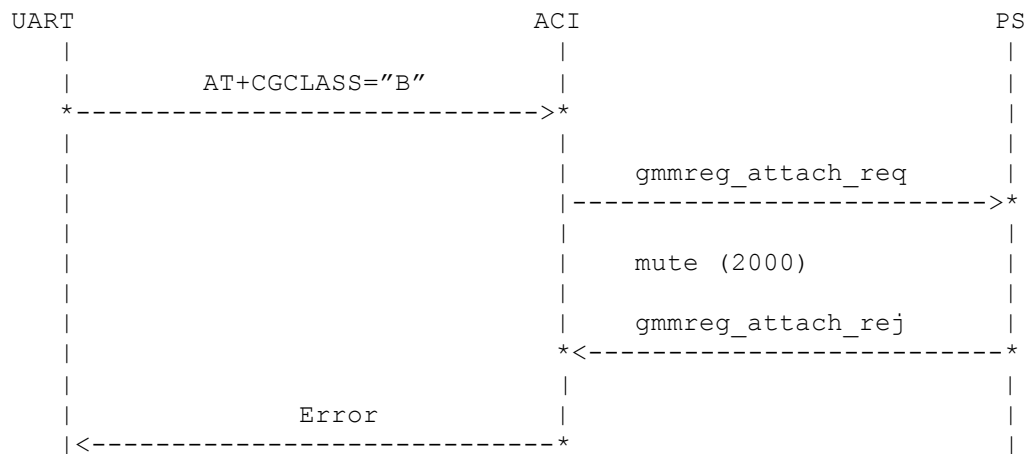 UART ACI PS
AT+CGCLASS=”B”
gmmreg_attach_req
mute (2000)
gmmreg_attach_rej
Error